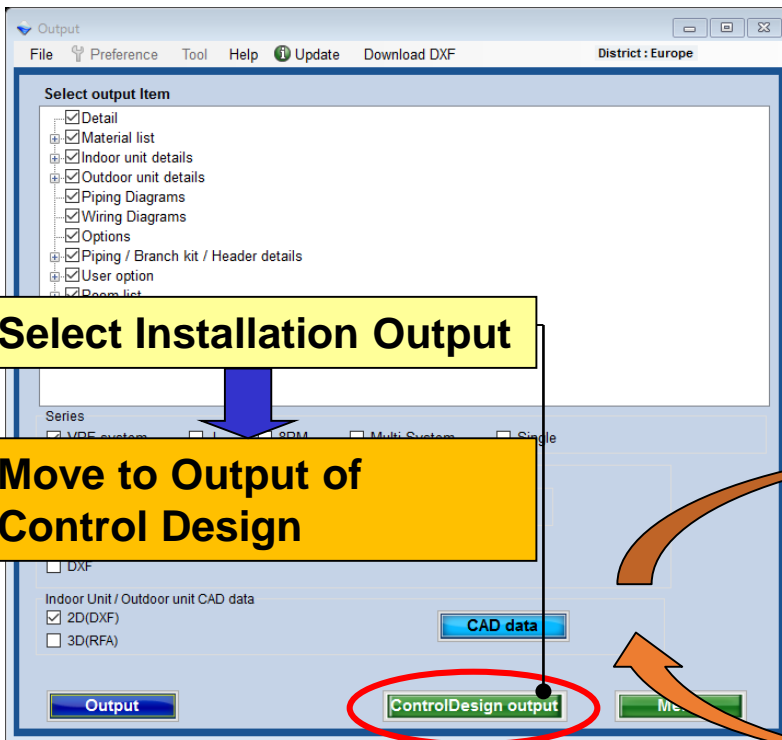 Output
File Preference Tool Help Update Download DXF District : Europe
Select output Item
Detail
Material list
Indoor unit details
Outdoor unit details
Piping Diagrams
Wiring Diagrams
Options
Piping / Branch kit / Header details
User option
Room list
Select Installation Output
Series
Multi System Single
Move to Output of
Control Design
DXF
Indoor Unit / Outdoor unit CAD data
2D(DXF)
CAD data
3D(RFA)
Output ControlDesign output